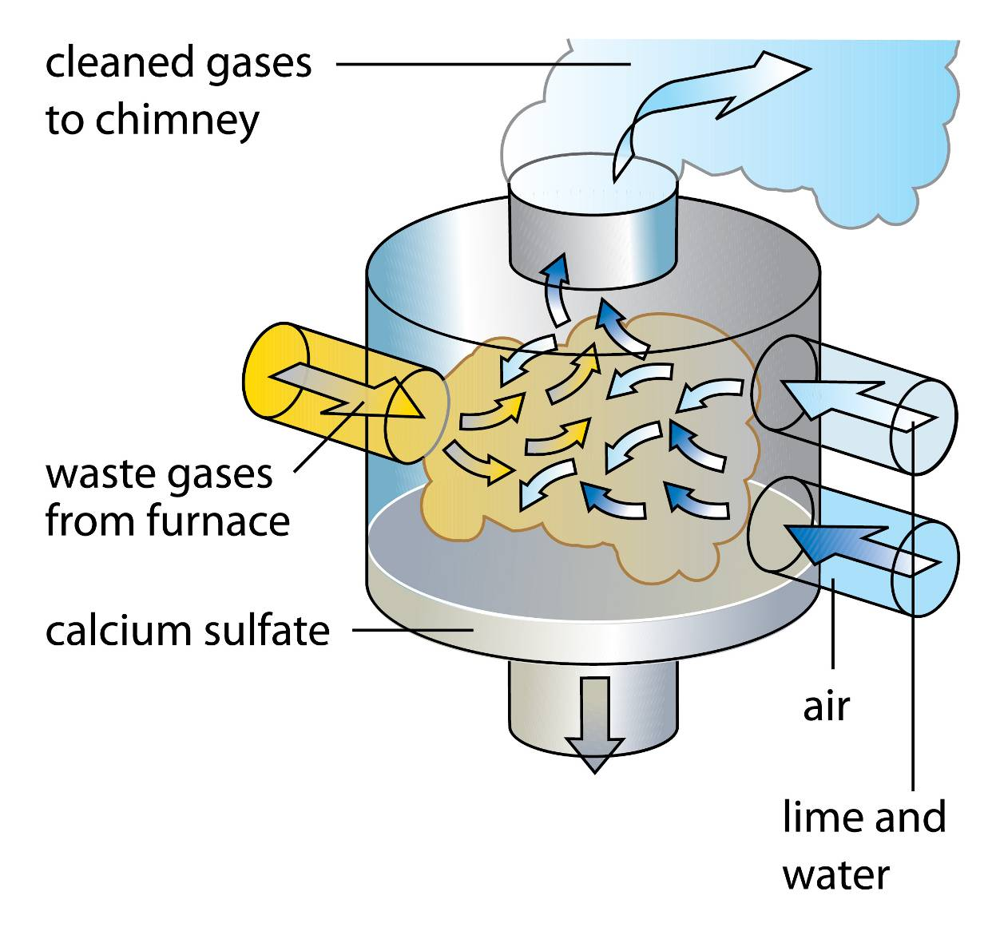 cleaned gases
to chimney
waste gases
from furnace
calcium sulfate
air
lime and
water